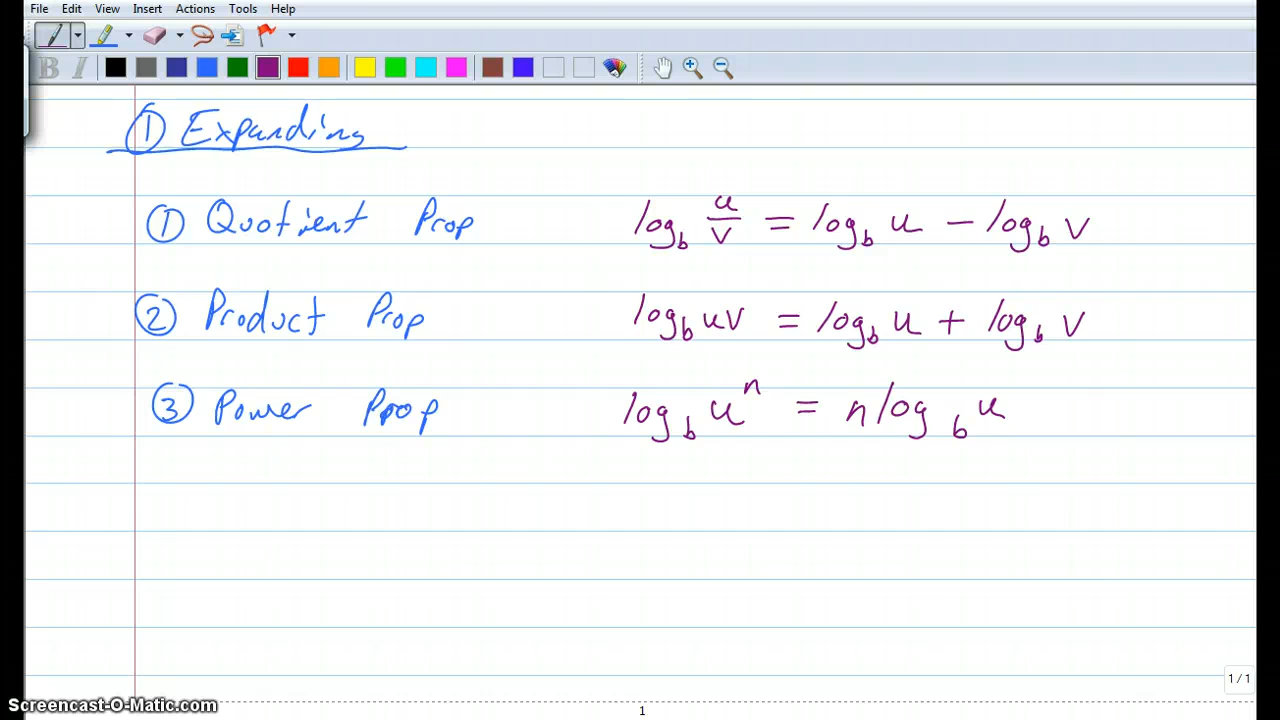 File Edit View Insert Actions Tools Help
B I
① Expanding
① Quotient Prop log_b u/v = log_b u - log_b v
② Product Prop log_b uv = log_b u + log_b v
③ Power Prop log_b u^n = n log_b u
1 / 1
Screencast-O-Matic.com
1